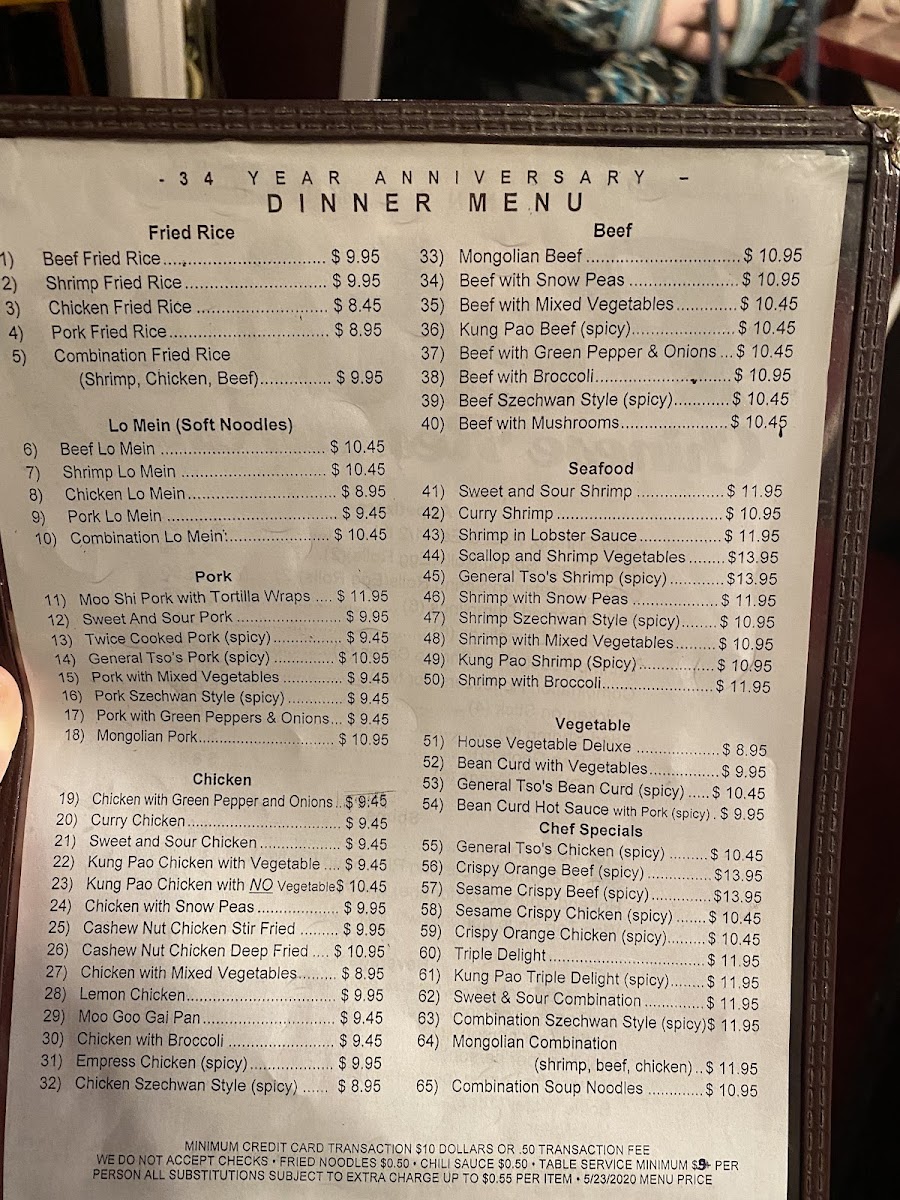 - 34 YEAR ANNIVERSARY -
DINNER MENU
Fried Rice
1) Beef Fried Rice................................ $ 9.95
2) Shrimp Fried Rice............................ $ 9.95
3) Chicken Fried Rice .......................... $ 8.45
4) Pork Fried Rice................................ $ 8.95
5) Combination Fried Rice
(Shrimp, Chicken, Beef).............. $ 9.95
Lo Mein (Soft Noodles)
6) Beef Lo Mein ................................. $ 10.45
7) Shrimp Lo Mein .............................. $ 10.45
8) Chicken Lo Mein.............................. $ 8.95
9) Pork Lo Mein .................................. $ 9.45
10) Combination Lo Mein....................... $ 10.45
Pork
11) Moo Shi Pork with Tortilla Wraps .... $ 11.95
12) Sweet And Sour Pork ..................... $ 9.95
13) Twice Cooked Pork (spicy) .............. $ 9.45
14) General Tso's Pork (spicy) ............. $ 10.95
15) Pork with Mixed Vegetables ............ $ 9.45
16) Pork Szechwan Style (spicy)........... $ 9.45
17) Pork with Green Peppers & Onions... $ 9.45
18) Mongolian Pork............................. $ 10.95
Chicken
19) Chicken with Green Pepper and Onions.. $ 9.45
20) Curry Chicken................................ $ 9.45
21) Sweet and Sour Chicken ................ $ 9.45
22) Kung Pao Chicken with Vegetable .... $ 9.45
23) Kung Pao Chicken with NO Vegetable$ 10.45
24) Chicken with Snow Peas................. $ 9.95
25) Cashew Nut Chicken Stir Fried ........ $ 9.95
26) Cashew Nut Chicken Deep Fried .... $ 10.95
27) Chicken with Mixed Vegetables........ $ 8.95
28) Lemon Chicken.............................. $ 9.95
29) Moo Goo Gai Pan........................... $ 9.45
30) Chicken with Broccoli ..................... $ 9.45
31) Empress Chicken (spicy)................. $ 9.95
32) Chicken Szechwan Style (spicy) ...... $ 8.95
Beef
33) Mongolian Beef ............................. $ 10.95
34) Beef with Snow Peas ...................... $ 10.95
35) Beef with Mixed Vegetables............. $ 10.45
36) Kung Pao Beef (spicy).................... $ 10.45
37) Beef with Green Pepper & Onions ... $ 10.45
38) Beef with Broccoli.......................... $ 10.95
39) Beef Szechwan Style (spicy)........... $ 10.45
40) Beef with Mushrooms..................... $ 10.45
Seafood
41) Sweet and Sour Shrimp .................. $ 11.95
42) Curry Shrimp ................................ $ 10.95
43) Shrimp in Lobster Sauce................. $ 11.95
44) Scallop and Shrimp Vegetables ........ $13.95
45) General Tso's Shrimp (spicy)........... $13.95
46) Shrimp with Snow Peas .................. $ 11.95
47) Shrimp Szechwan Style (spicy)....... $ 10.95
48) Shrimp with Mixed Vegetables......... $ 10.95
49) Kung Pao Shrimp (Spicy)................ $ 10.95
50) Shrimp with Broccoli...................... $ 11.95
Vegetable
51) House Vegetable Deluxe ................. $ 8.95
52) Bean Curd with Vegetables.............. $ 9.95
53) General Tso's Bean Curd (spicy) ..... $ 10.45
54) Bean Curd Hot Sauce with Pork (spicy) . $ 9.95
Chef Specials
55) General Tso's Chicken (spicy) ........ $ 10.45
56) Crispy Orange Beef (spicy).............. $13.95
57) Sesame Crispy Beef (spicy)............. $13.95
58) Sesame Crispy Chicken (spicy) ...... $ 10.45
59) Crispy Orange Chicken (spicy)........ $ 10.45
60) Triple Delight................................ $ 11.95
61) Kung Pao Triple Delight (spicy)....... $ 11.95
62) Sweet & Sour Combination ............ $ 11.95
63) Combination Szechwan Style (spicy)$ 11.95
64) Mongolian Combination
(shrimp, beef, chicken).. $ 11.95
65) Combination Soup Noodles ............ $ 10.95
MINIMUM CREDIT CARD TRANSACTION $10 DOLLARS OR .50 TRANSACTION FEE
WE DO NOT ACCEPT CHECKS • FRIED NOODLES $0.50 • CHILI SAUCE $0.50 • TABLE SERVICE MINIMUM $9 PER
PERSON ALL SUBSTITUTIONS SUBJECT TO EXTRA CHARGE UP TO $0.55 PER ITEM • 5/23/2020 MENU PRICE